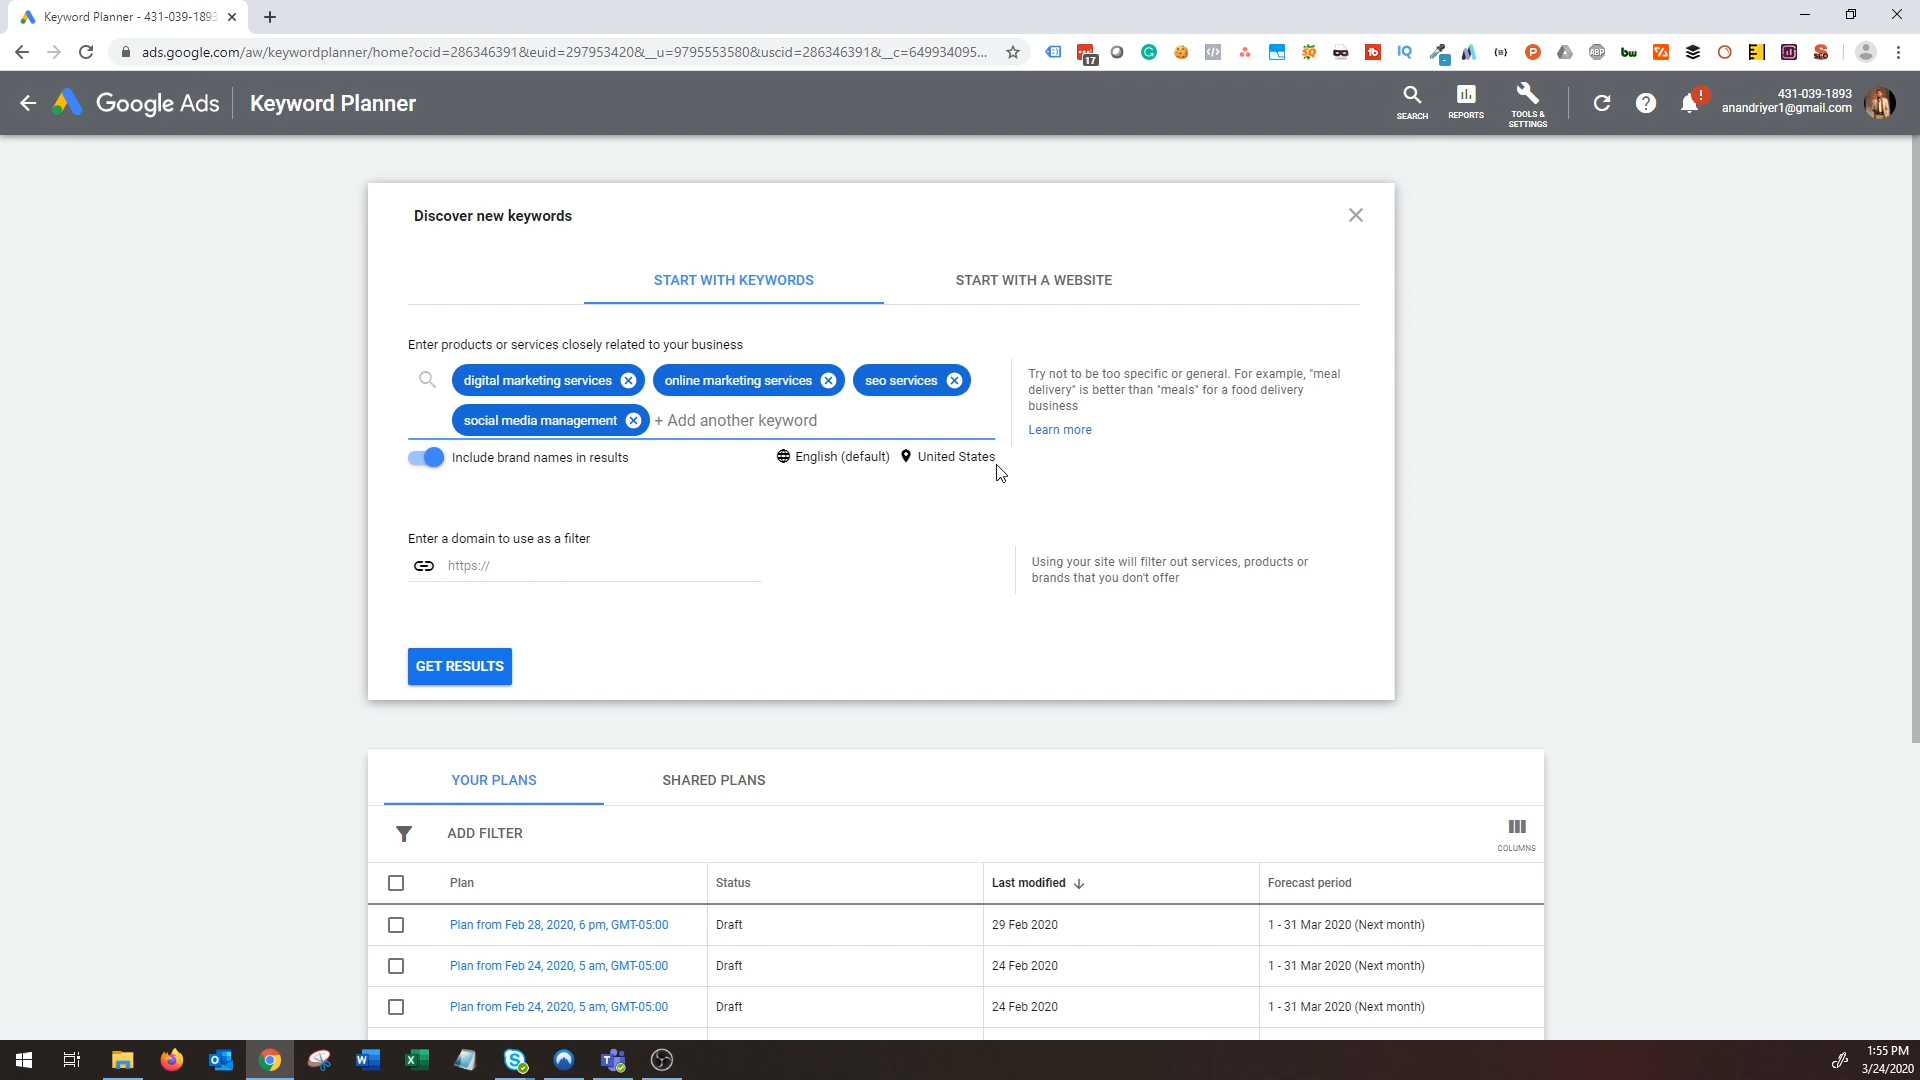 Keyword Planner - 431-039-1893
ads.google.com/aw/keywordplanner/home?ocid=286346391&euid=297953420&__u=9795553580&uscid=286346391&__c=649934095...
17
Google Ads
Keyword Planner
SEARCH
REPORTS
TOOLS &
SETTINGS
431-039-1893
anandriyer1@gmail.com
Discover new keywords
START WITH KEYWORDS
START WITH A WEBSITE
Enter products or services closely related to your business
digital marketing services
online marketing services
seo services
social media management
+ Add another keyword
Try not to be too specific or general. For example, "meal
delivery" is better than "meals" for a food delivery
business
Learn more
Include brand names in results
English (default)
United States
Enter a domain to use as a filter
https://
Using your site will filter out services, products or
brands that you don't offer
GET RESULTS
YOUR PLANS
SHARED PLANS
ADD FILTER
COLUMNS
Plan
Status
Last modified
Forecast period
Plan from Feb 28, 2020, 6 pm, GMT-05:00
Draft
29 Feb 2020
1 - 31 Mar 2020 (Next month)
Plan from Feb 24, 2020, 5 am, GMT-05:00
Draft
24 Feb 2020
1 - 31 Mar 2020 (Next month)
Plan from Feb 24, 2020, 5 am, GMT-05:00
Draft
24 Feb 2020
1 - 31 Mar 2020 (Next month)
1:55 PM
3/24/2020